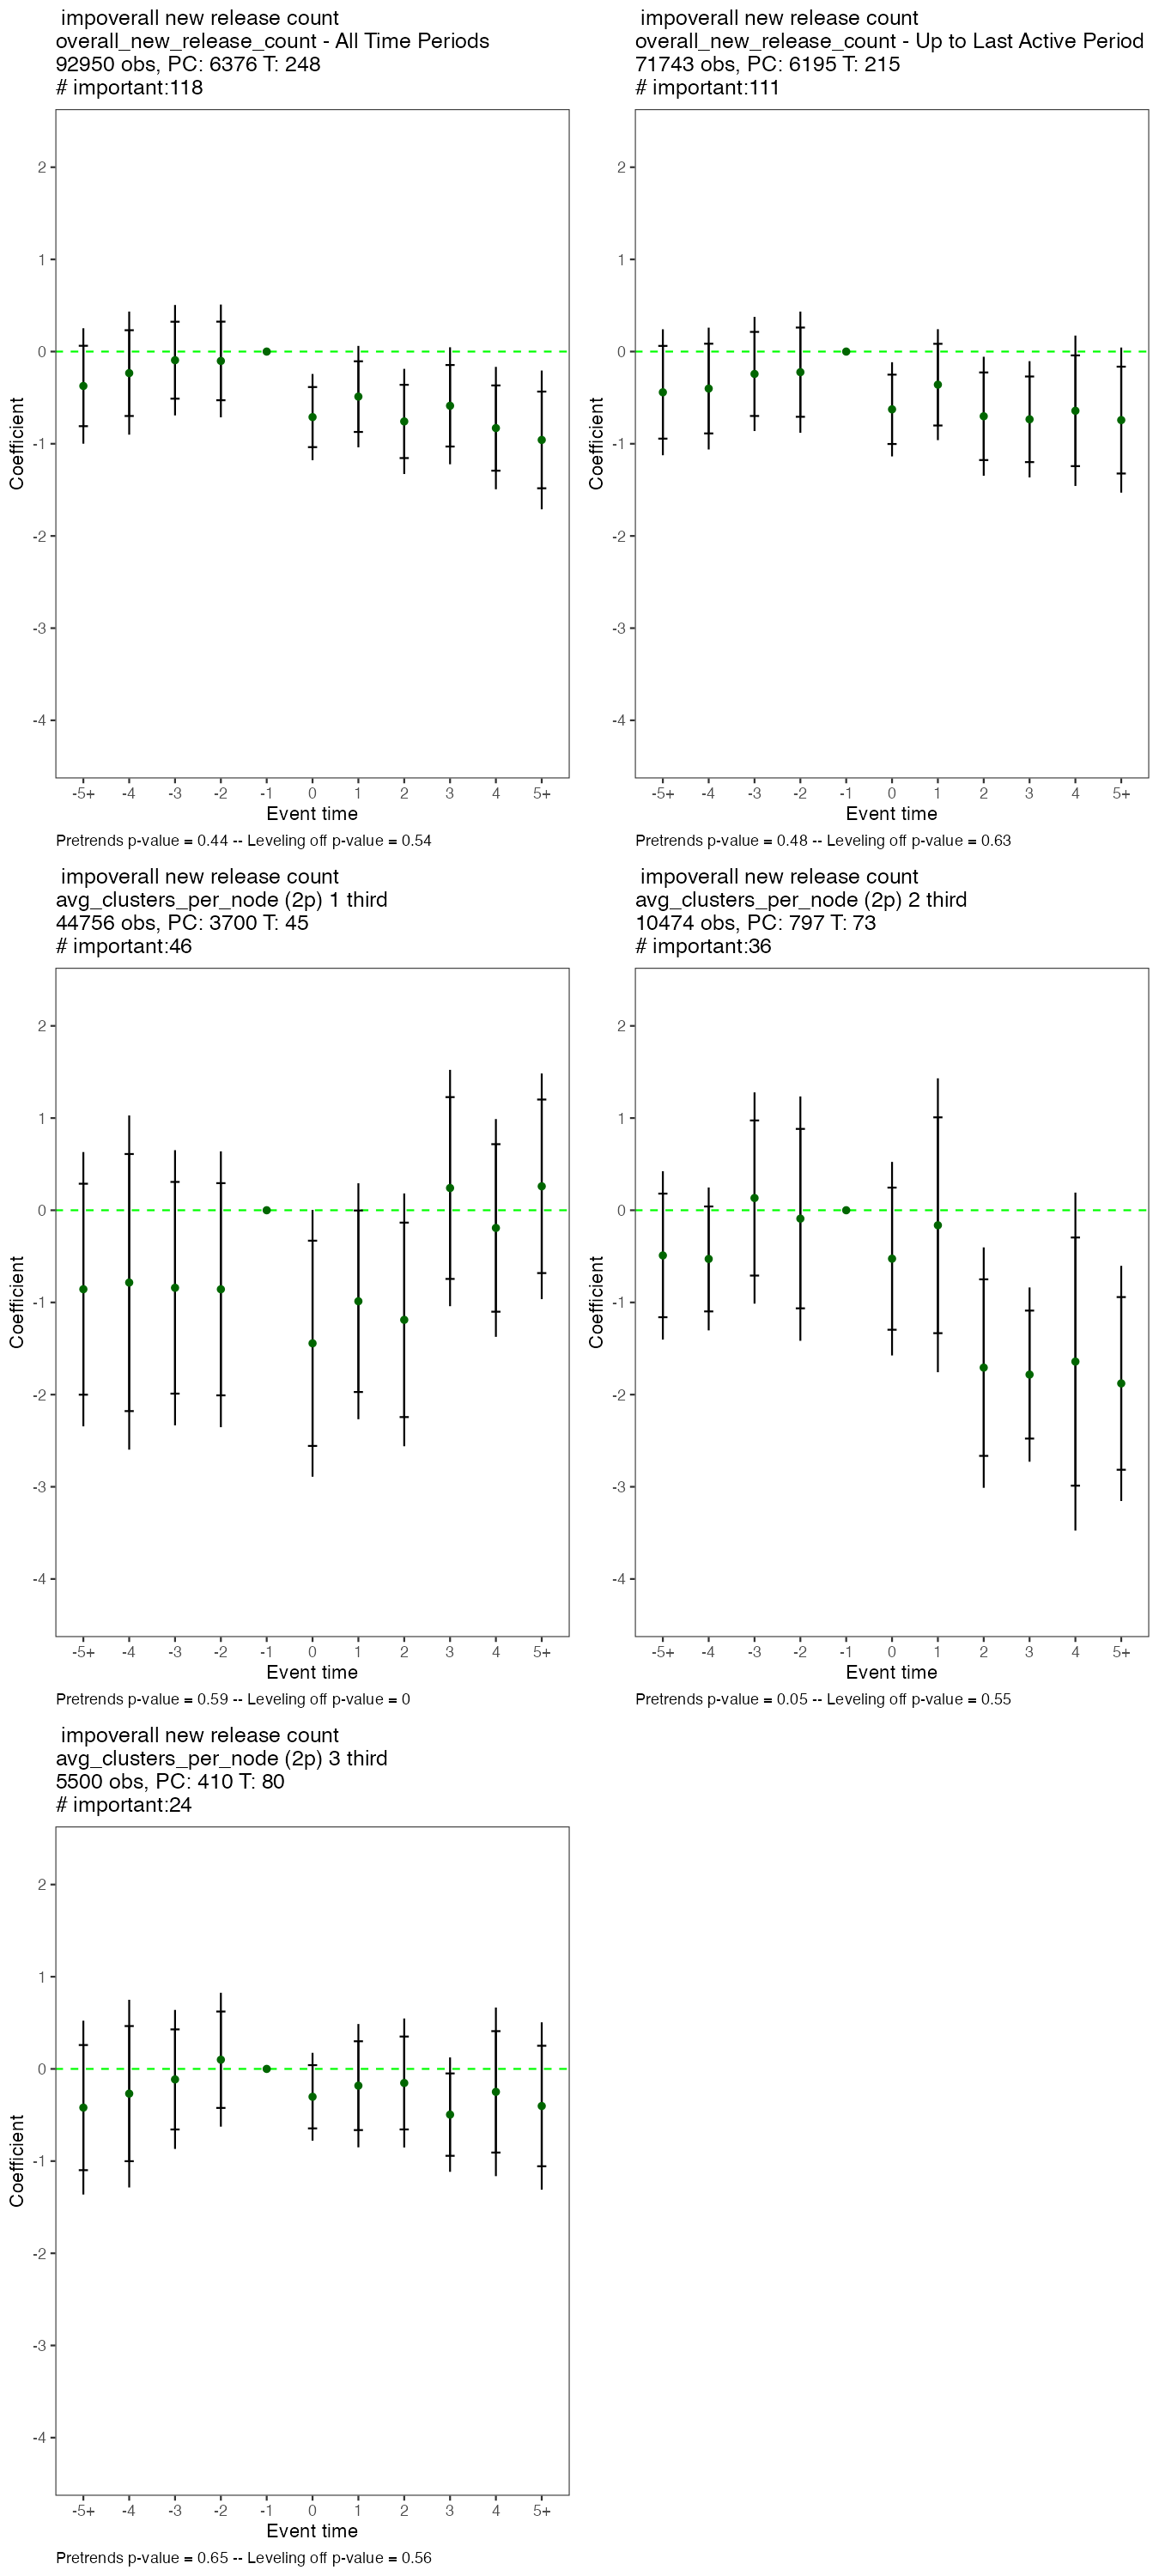 impoverall new release count
overall_new_release_count - All Time Periods
92950 obs, PC: 6376 T: 248
# important:118
2
1
0
-1
-2
-3
-4
Coefficient
-5+ -4 -3 -2 -1 0 1 2 3 4 5+
Event time
Pretrends p-value = 0.44 -- Leveling off p-value = 0.54
impoverall new release count
overall_new_release_count - Up to Last Active Period
71743 obs, PC: 6195 T: 215
# important:111
2
1
0
-1
-2
-3
-4
Coefficient
-5+ -4 -3 -2 -1 0 1 2 3 4 5+
Event time
Pretrends p-value = 0.48 -- Leveling off p-value = 0.63
impoverall new release count
avg_clusters_per_node (2p) 1 third
44756 obs, PC: 3700 T: 45
# important:46
2
1
0
-1
-2
-3
-4
Coefficient
-5+ -4 -3 -2 -1 0 1 2 3 4 5+
Event time
Pretrends p-value = 0.59 -- Leveling off p-value = 0
impoverall new release count
avg_clusters_per_node (2p) 2 third
10474 obs, PC: 797 T: 73
# important:36
2
1
0
-1
-2
-3
-4
Coefficient
-5+ -4 -3 -2 -1 0 1 2 3 4 5+
Event time
Pretrends p-value = 0.05 -- Leveling off p-value = 0.55
impoverall new release count
avg_clusters_per_node (2p) 3 third
5500 obs, PC: 410 T: 80
# important:24
2
1
0
-1
-2
-3
-4
Coefficient
-5+ -4 -3 -2 -1 0 1 2 3 4 5+
Event time
Pretrends p-value = 0.65 -- Leveling off p-value = 0.56